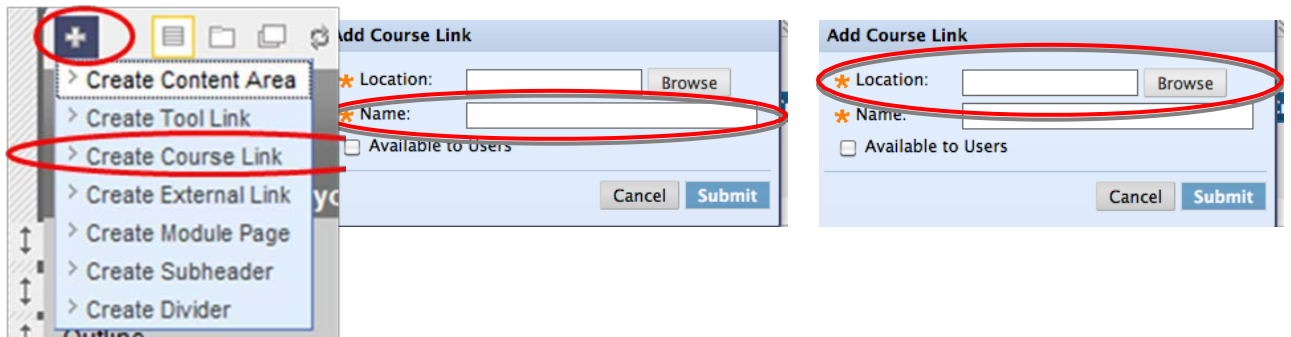 > Create Content Area
> Create Tool Link
> Create Course Link
> Create External Link
> Create Module Page
> Create Subheader
> Create Divider
Outline
Add Course Link
* Location: Browse
* Name:
Available to Users
Cancel Submit
Add Course Link
* Location: Browse
* Name:
Available to Users
Cancel Submit